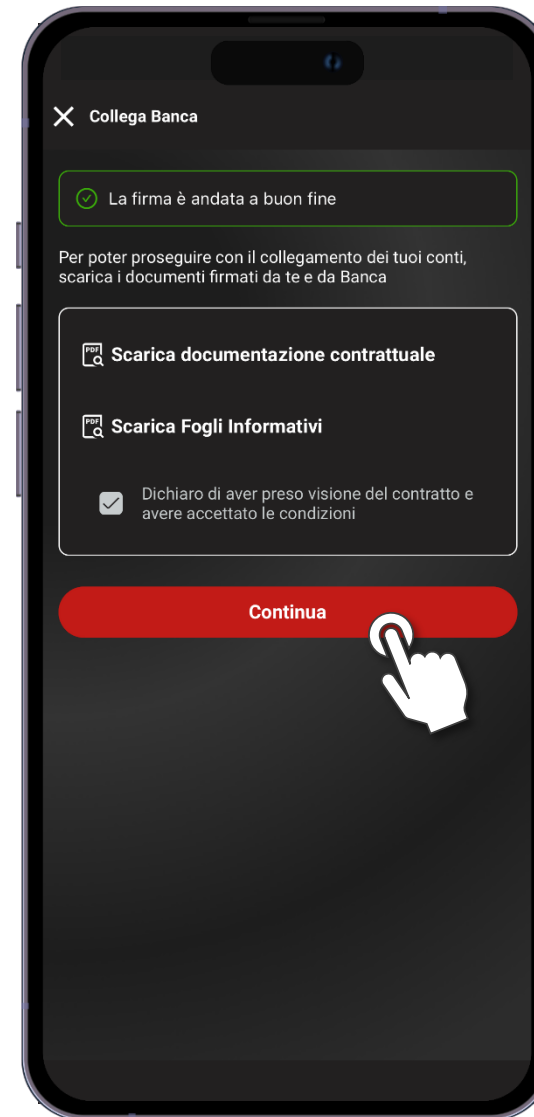 Collega Banca
La firma è andata a buon fine
Per poter proseguire con il collegamento dei tuoi conti,
scarica i documenti firmati da te e da Banca
PDF Scarica documentazione contrattuale
PDF Scarica Fogli Informativi
Dichiaro di aver preso visione del contratto e
avere accettato le condizioni
Continua